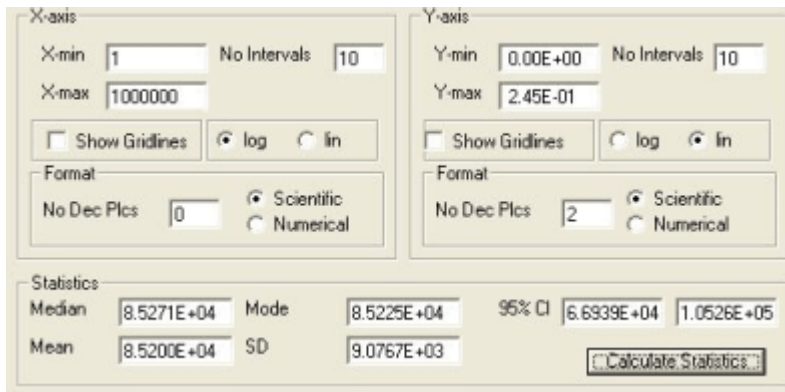 X-axis
X-min 1 No Intervals 10
X-max 1000000
Show Gridlines log lin
Format
No Dec Plcs 0 Scientific
Numerical
Y-axis
Y-min 0.00E+00 No Intervals 10
Y-max 2.45E-01
Show Gridlines log lin
Format
No Dec Plcs 2 Scientific
Numerical
Statistics
Median 8.5271E+04 Mode 8.5225E+04 95% CI 6.6939E+04 1.0526E+05
Mean 8.5200E+04 SD 9.0767E+03 Calculate Statistics